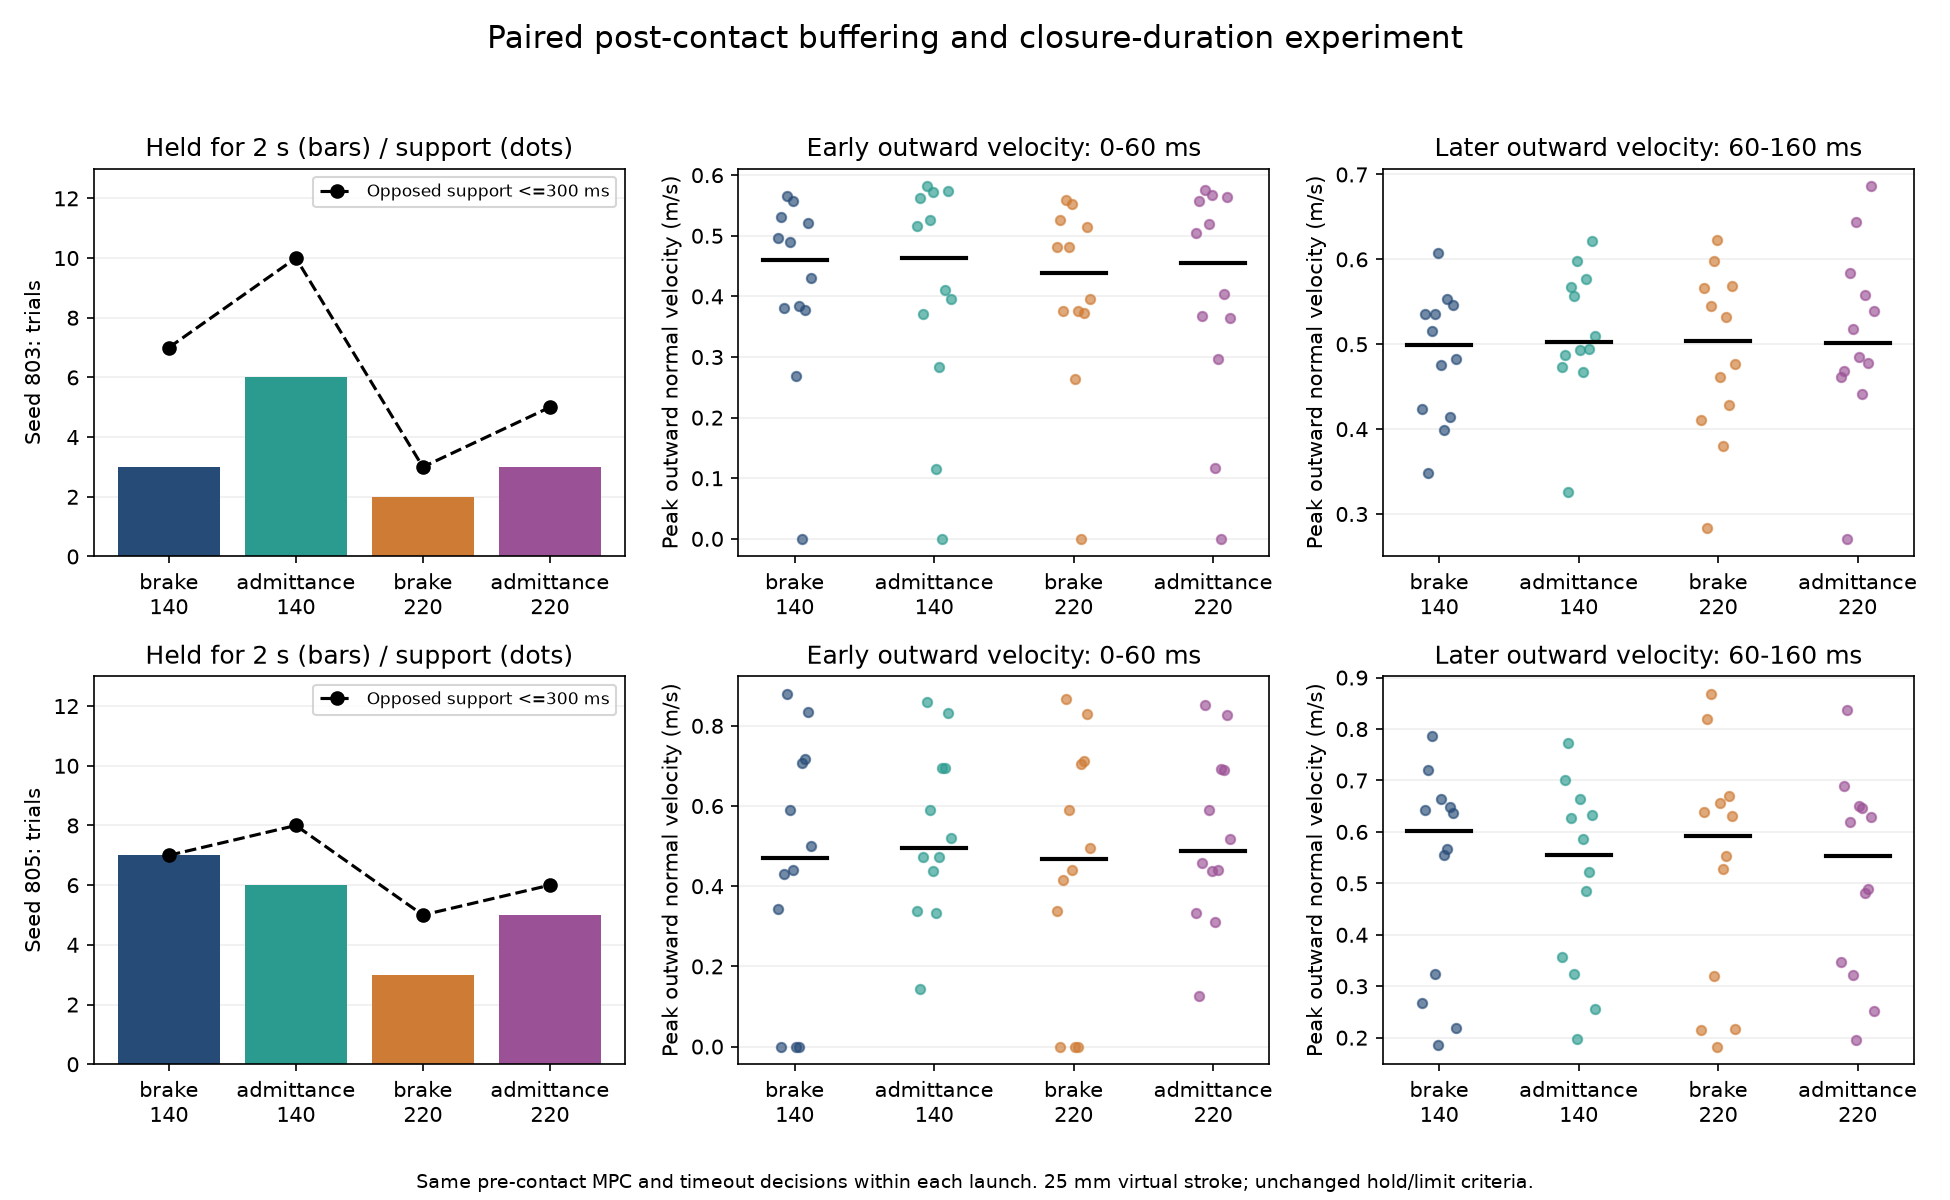 Paired post-contact buffering and closure-duration experiment
Held for 2 s (bars) / support (dots)
Seed 803: trials
12
10
8
6
4
2
0
Opposed support <=300 ms
brake 140
admittance 140
brake 220
admittance 220
Early outward velocity: 0-60 ms
Peak outward normal velocity (m/s)
0.6
0.5
0.4
0.3
0.2
0.1
0.0
brake 140
admittance 140
brake 220
admittance 220
Later outward velocity: 60-160 ms
Peak outward normal velocity (m/s)
0.7
0.6
0.5
0.4
0.3
brake 140
admittance 140
brake 220
admittance 220
Held for 2 s (bars) / support (dots)
Seed 805: trials
12
10
8
6
4
2
0
Opposed support <=300 ms
brake 140
admittance 140
brake 220
admittance 220
Early outward velocity: 0-60 ms
Peak outward normal velocity (m/s)
0.8
0.6
0.4
0.2
0.0
brake 140
admittance 140
brake 220
admittance 220
Later outward velocity: 60-160 ms
Peak outward normal velocity (m/s)
0.9
0.8
0.7
0.6
0.5
0.4
0.3
0.2
brake 140
admittance 140
brake 220
admittance 220
Same pre-contact MPC and timeout decisions within each launch. 25 mm virtual stroke; unchanged hold/limit criteria.